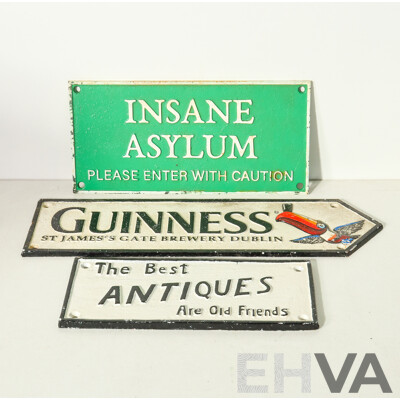 INSANE
ASYLUM
PLEASE ENTER WITH CAUTION
GUINNESS
ST JAMES'S GATE BREWERY DUBLIN
The Best
ANTIQUES
Are Old Friends
EHVA